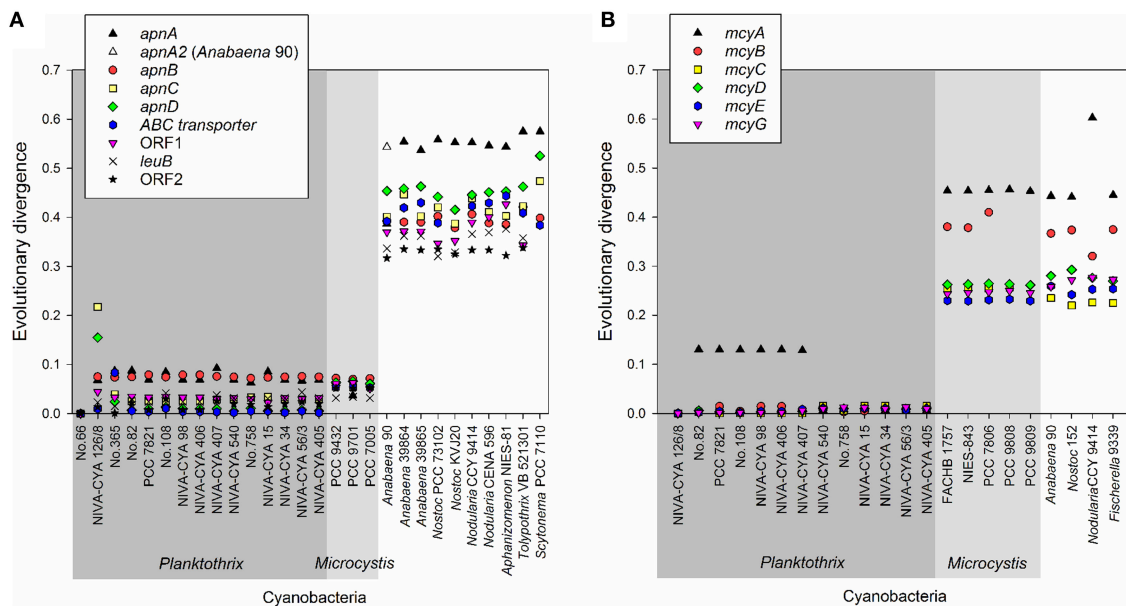 A
apnA
apnA2 (Anabaena 90)
apnB
apnC
apnD
ABC transporter
ORF1
leuB
ORF2
Evolutionary divergence
0.7
0.6
0.5
0.4
0.3
0.2
0.1
0.0
No.66
NIVA-CYA 126/8
No.365
No.82
PCC 7821
No.108
NIVA-CYA 98
NIVA-CYA 406
NIVA-CYA 407
NIVA-CYA 540
No.758
NIVA-CYA 15
NIVA-CYA 34
NIVA-CYA 56/3
NIVA-CYA 405
PCC 9432
PCC 9701
PCC 7005
Anabaena 90
Anabaena 39864
Anabaena 39865
Nostoc PCC 73102
Nostoc KVJ20
Nodularia CCY 9414
Nodularia CENA 596
Aphanizomenon NIES-81
Tolypothrix VB 521301
Scytonema PCC 7110
Planktothrix
Microcystis
Cyanobacteria
B
mcyA
mcyB
mcyC
mcyD
mcyE
mcyG
Evolutionary divergence
0.7
0.6
0.5
0.4
0.3
0.2
0.1
0.0
NIVA-CYA 126/8
No.82
PCC 7821
No.108
NIVA-CYA 98
NIVA-CYA 406
NIVA-CYA 407
NIVA-CYA 540
No.758
NIVA-CYA 15
NIVA-CYA 34
NIVA-CYA 56/3
NIVA-CYA 405
FACHB 1757
NIES-843
PCC 7806
PCC 9808
PCC 9809
Anabaena 90
Nostoc 152
Nodularia CCY 9414
Fischerella 9339
Planktothrix
Microcystis
Cyanobacteria